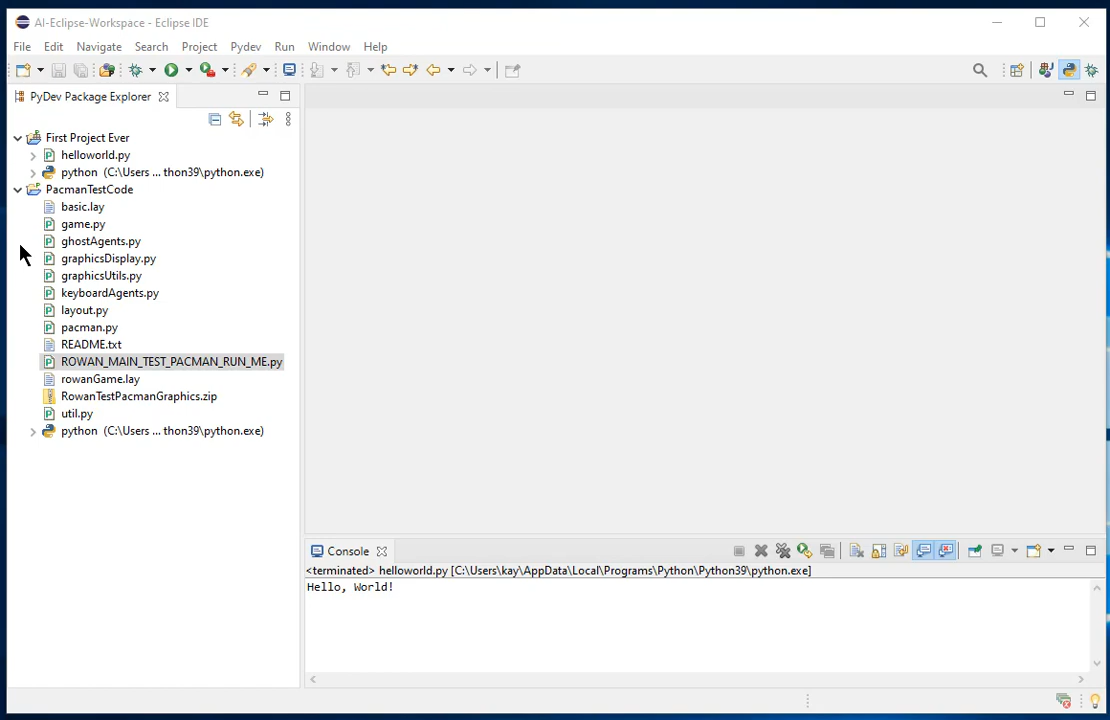 AI-Eclipse-Workspace - Eclipse IDE
File Edit Navigate Search Project Pydev Run Window Help
PyDev Package Explorer
First Project Ever
helloworld.py
python (C:\Users ... thon39\python.exe)
PacmanTestCode
basic.lay
game.py
ghostAgents.py
graphicsDisplay.py
graphicsUtils.py
keyboardAgents.py
layout.py
pacman.py
README.txt
ROWAN_MAIN_TEST_PACMAN_RUN_ME.py
rowanGame.lay
RowanTestPacmanGraphics.zip
util.py
python (C:\Users ... thon39\python.exe)
Console
<terminated> helloworld.py [C:\Users\kay\AppData\Local\Programs\Python\Python39\python.exe]
Hello, World!